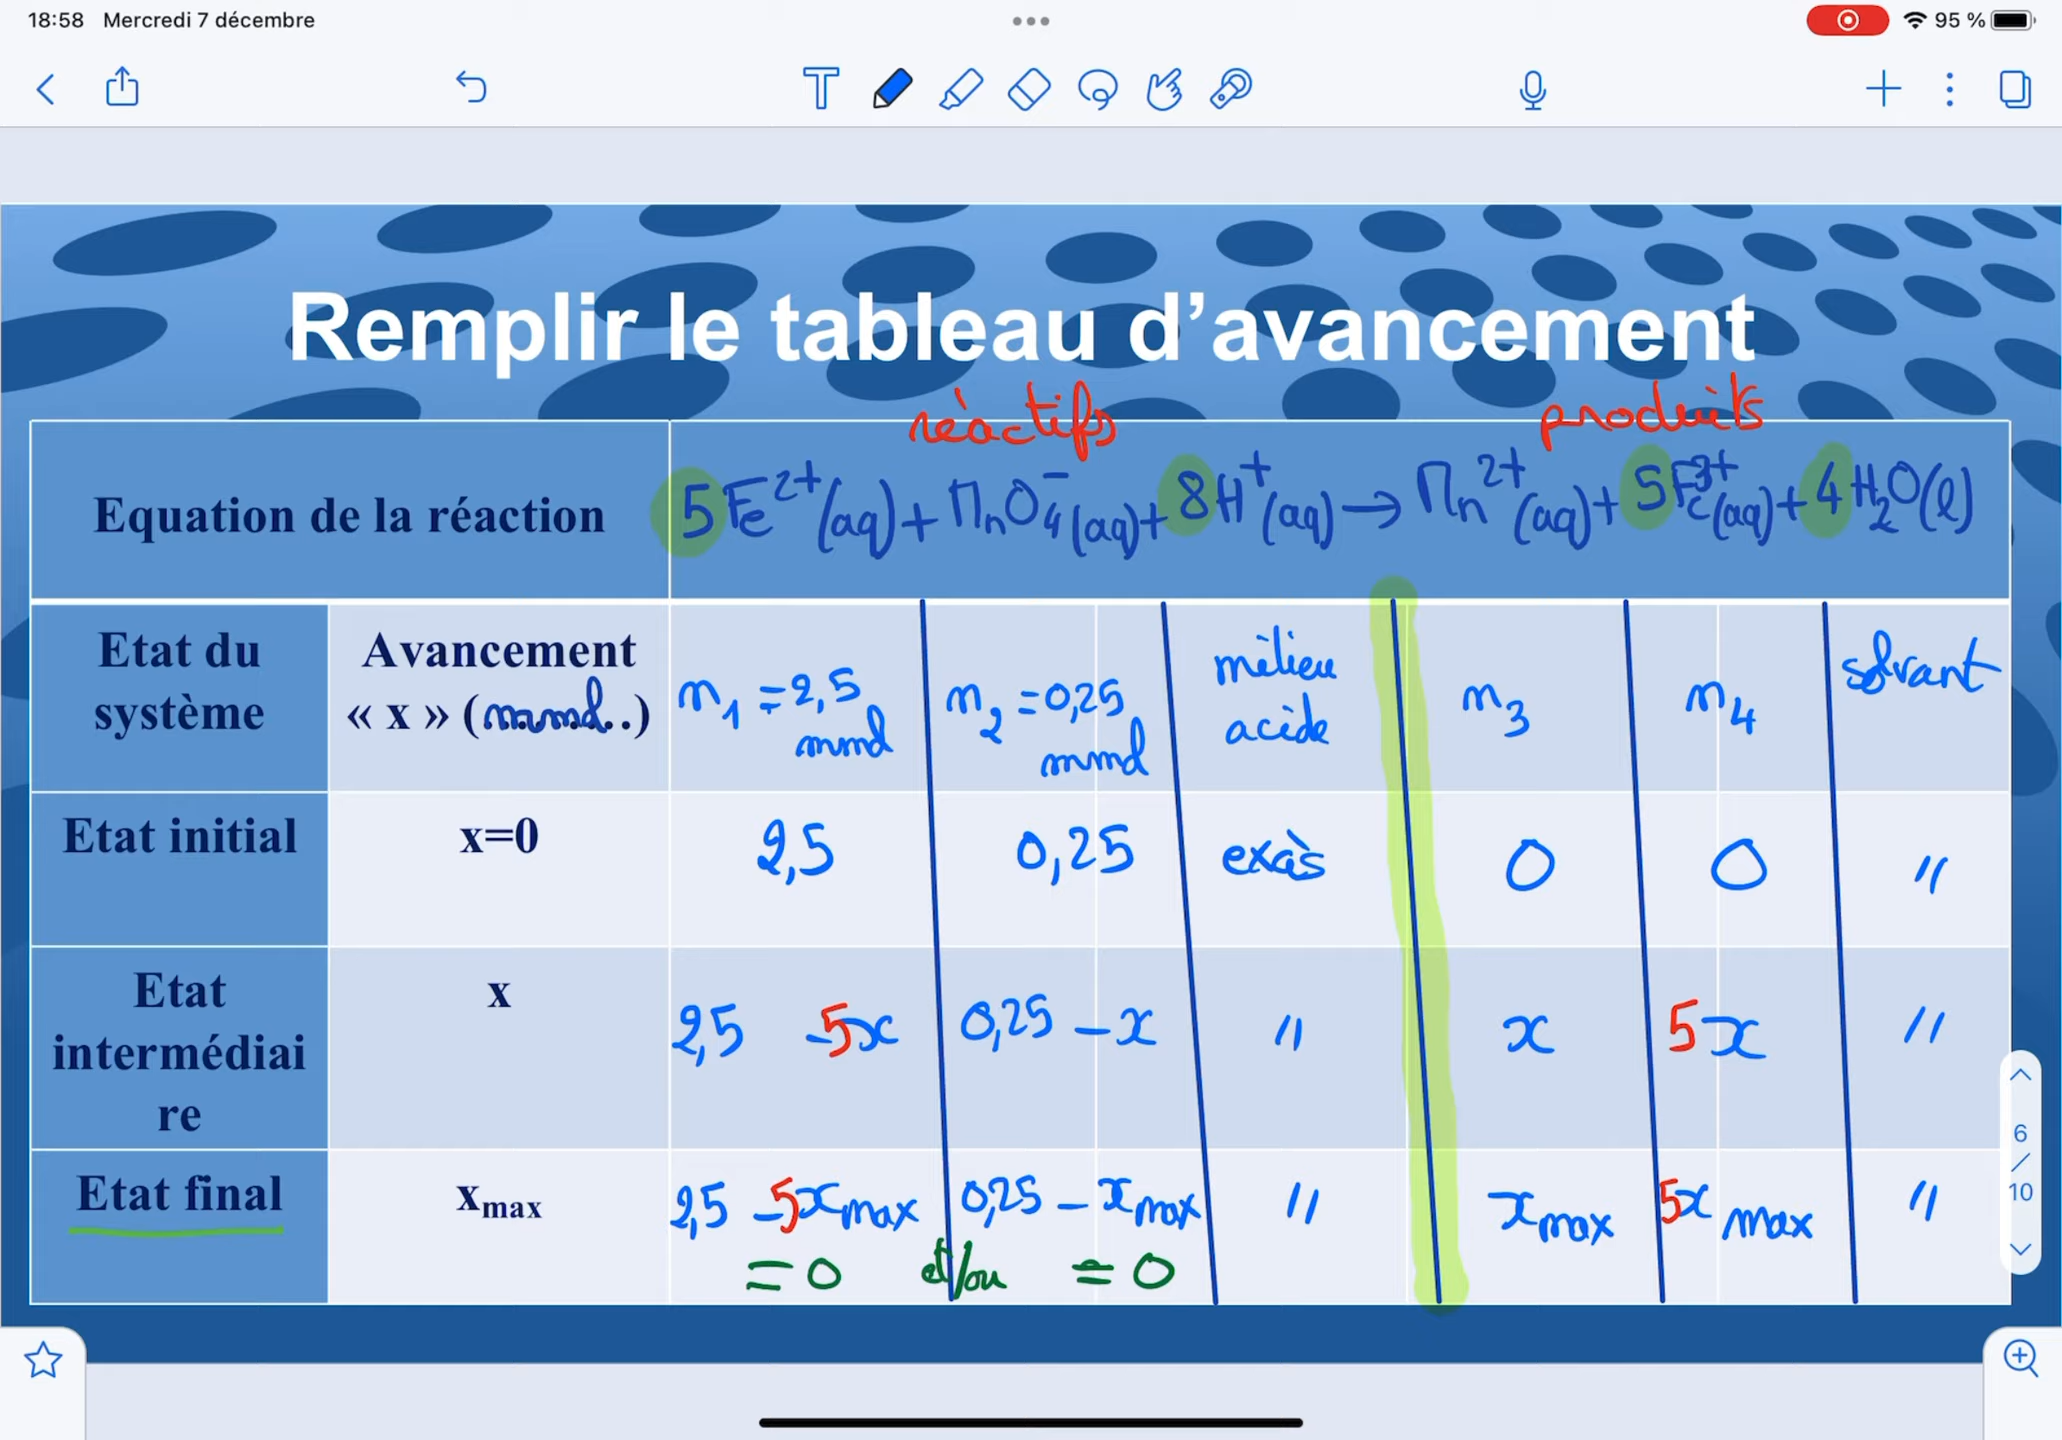 18:58 Mercredi 7 décembre
95 %
Remplir le tableau d’avancement
réactifs produits
Equation de la réaction 5Fe²⁺(aq) + MnO₄⁻(aq) + 8H⁺(aq) → Mn²⁺(aq) + 5Fe³⁺(aq) + 4H₂O(l)
Etat du système
Avancement « x » (mmol..)
n₁ = 2,5 mmol
n₂ = 0,25 mmol
milieu acide
n₃
n₄
solvant
Etat initial x=0 2,5 0,25 excès 0 0 //
Etat intermédiai re
x 2,5 -5x 0,25 - x // x 5x //
Etat final xmax 2,5 -5xmax 0,25 - xmax // xmax 5xmax //
= 0 et/ou = 0
6
/
10